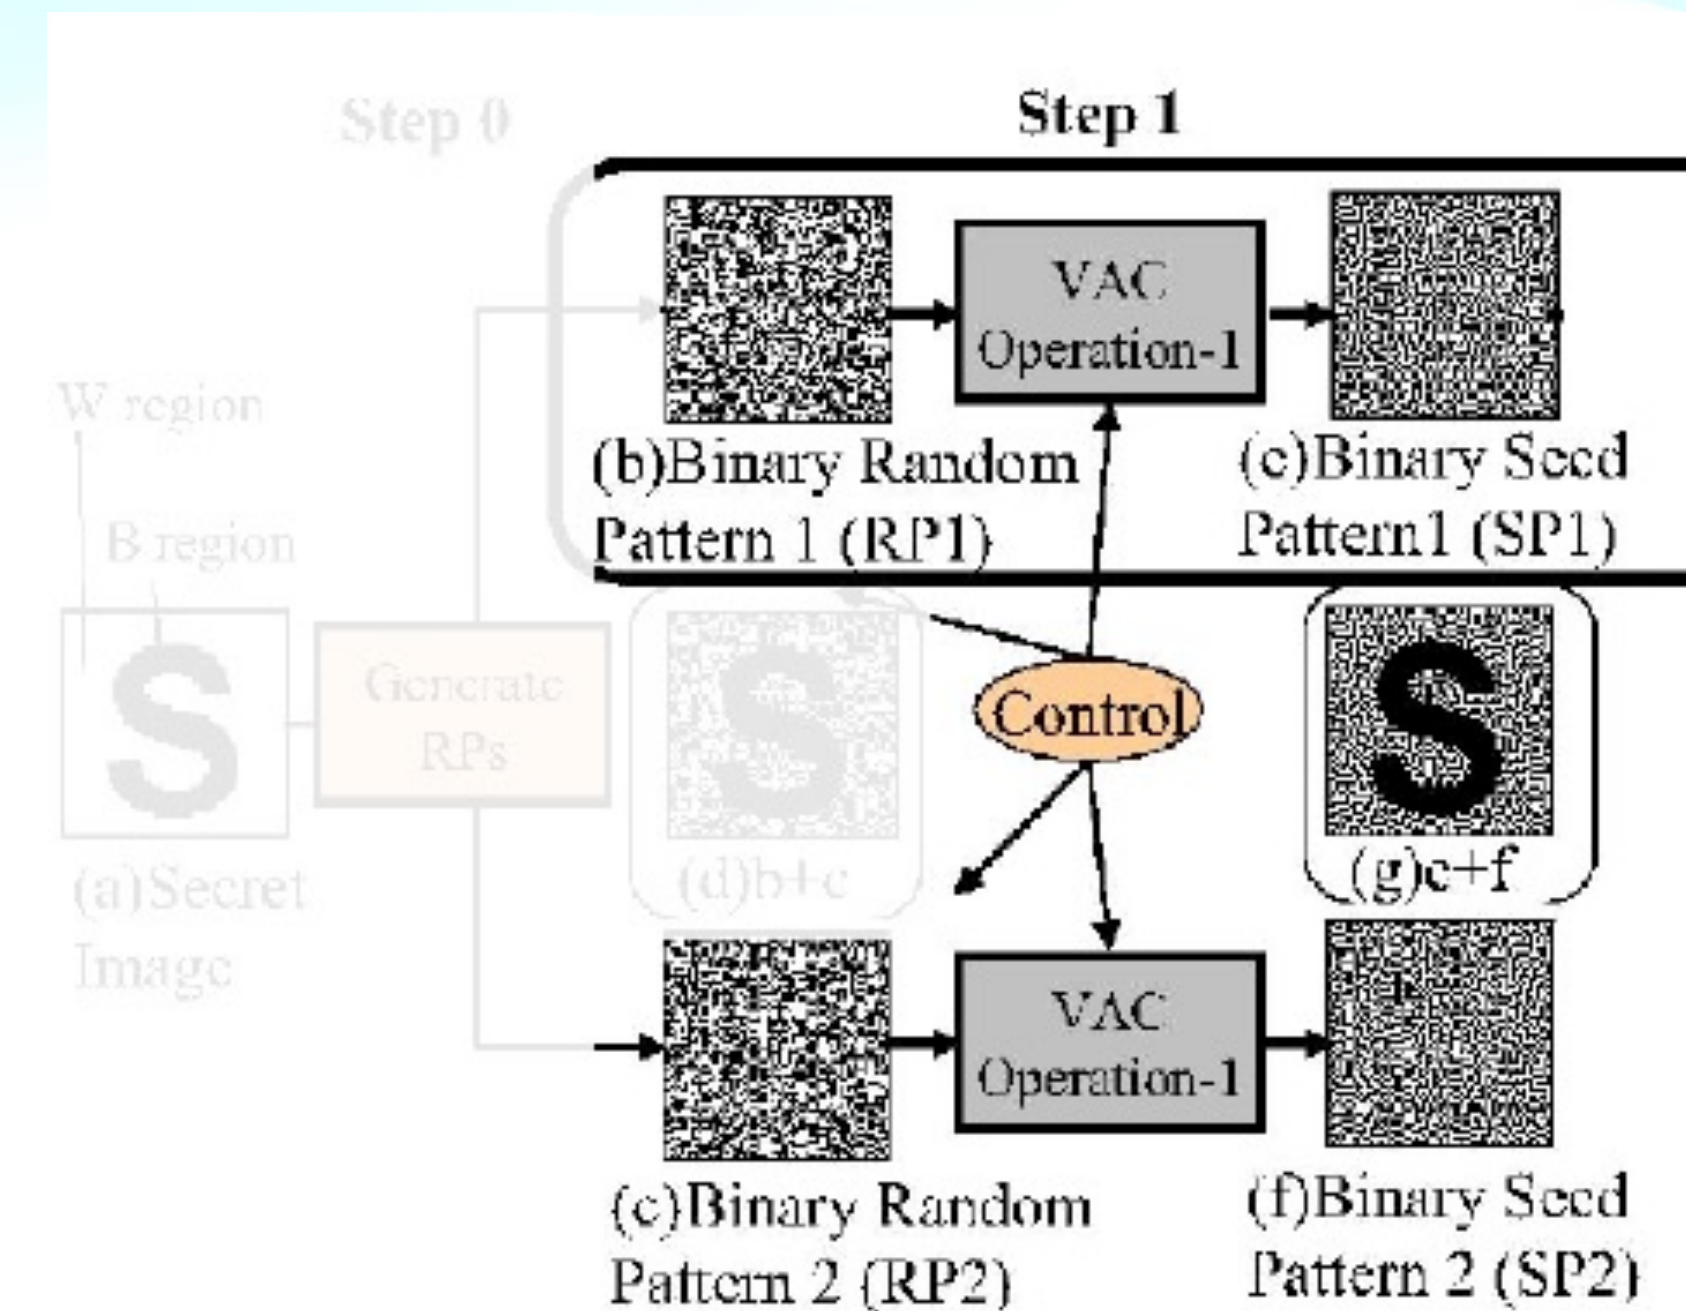 Step 0
Step 1
VAC
Operation-1
(b)Binary Random
Pattern 1 (RP1)
(e)Binary Seed
Pattern1 (SP1)
W region
B region
S
Generate
RPs
(a)Secret
Image
S
(d)b+c
Control
S
(g)e+f
VAC
Operation-1
(c)Binary Random
Pattern 2 (RP2)
(f)Binary Seed
Pattern 2 (SP2)